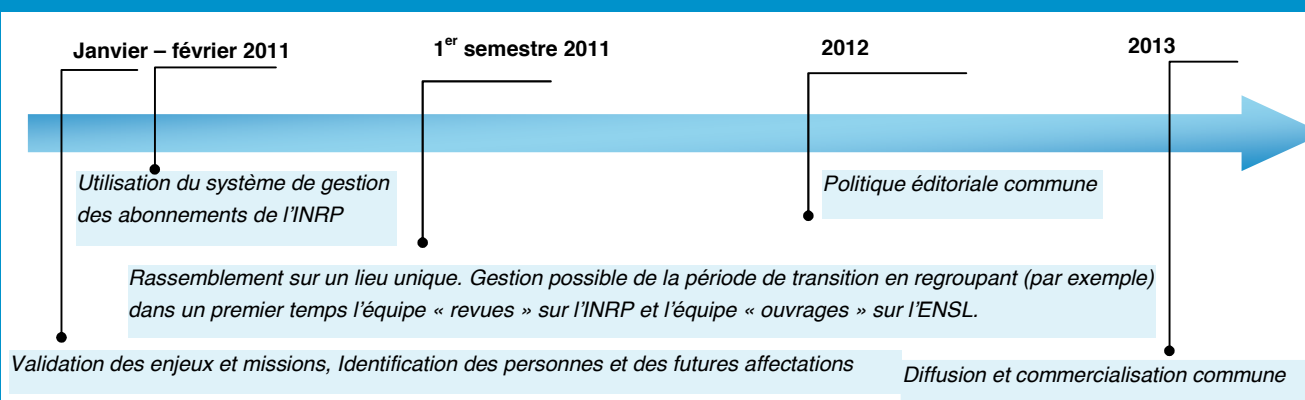 Janvier – février 2011
1er semestre 2011
2012
2013
Utilisation du système de gestion
des abonnements de l’INRP
Politique éditoriale commune
Rassemblement sur un lieu unique. Gestion possible de la période de transition en regroupant (par exemple)
dans un premier temps l’équipe « revues » sur l’INRP et l’équipe « ouvrages » sur l’ENSL.
Validation des enjeux et missions, Identification des personnes et des futures affectations
Diffusion et commercialisation commune